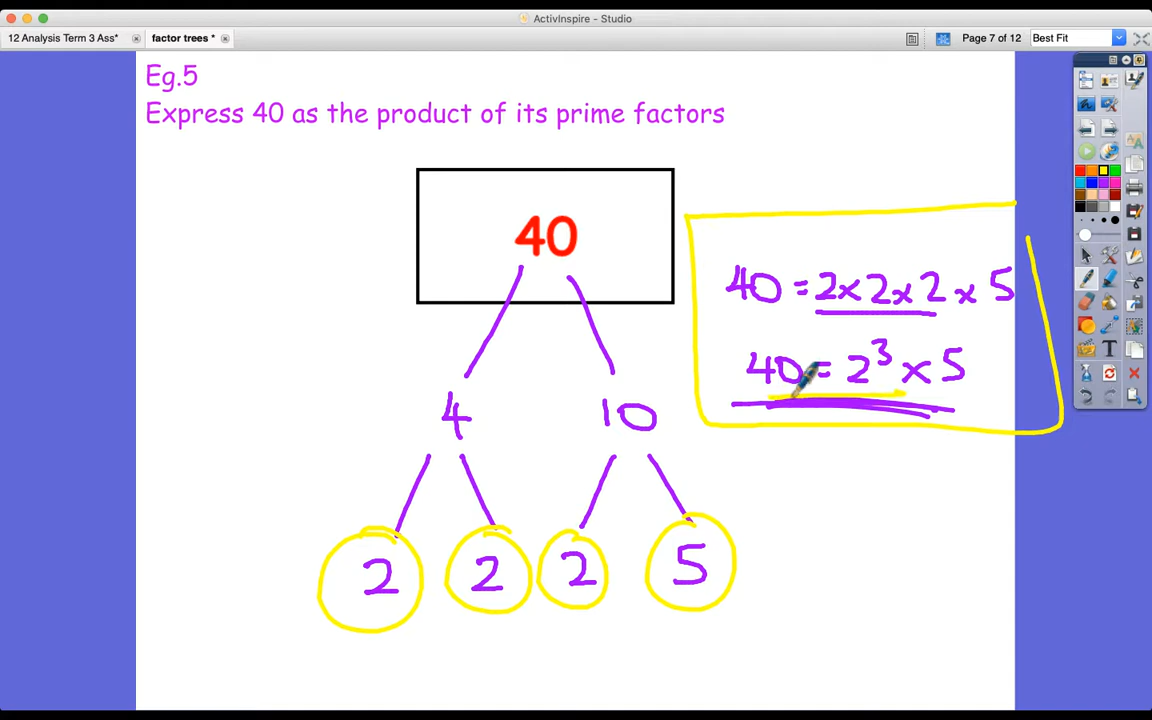 ActivInspire - Studio
12 Analysis Term 3 Ass*
factor trees *
Page 7 of 12
Best Fit
Eg.5
Express 40 as the product of its prime factors
40
40 = 2 x 2 x 2 x 5
40 = 2³ x 5
4 10
2 2 2 5